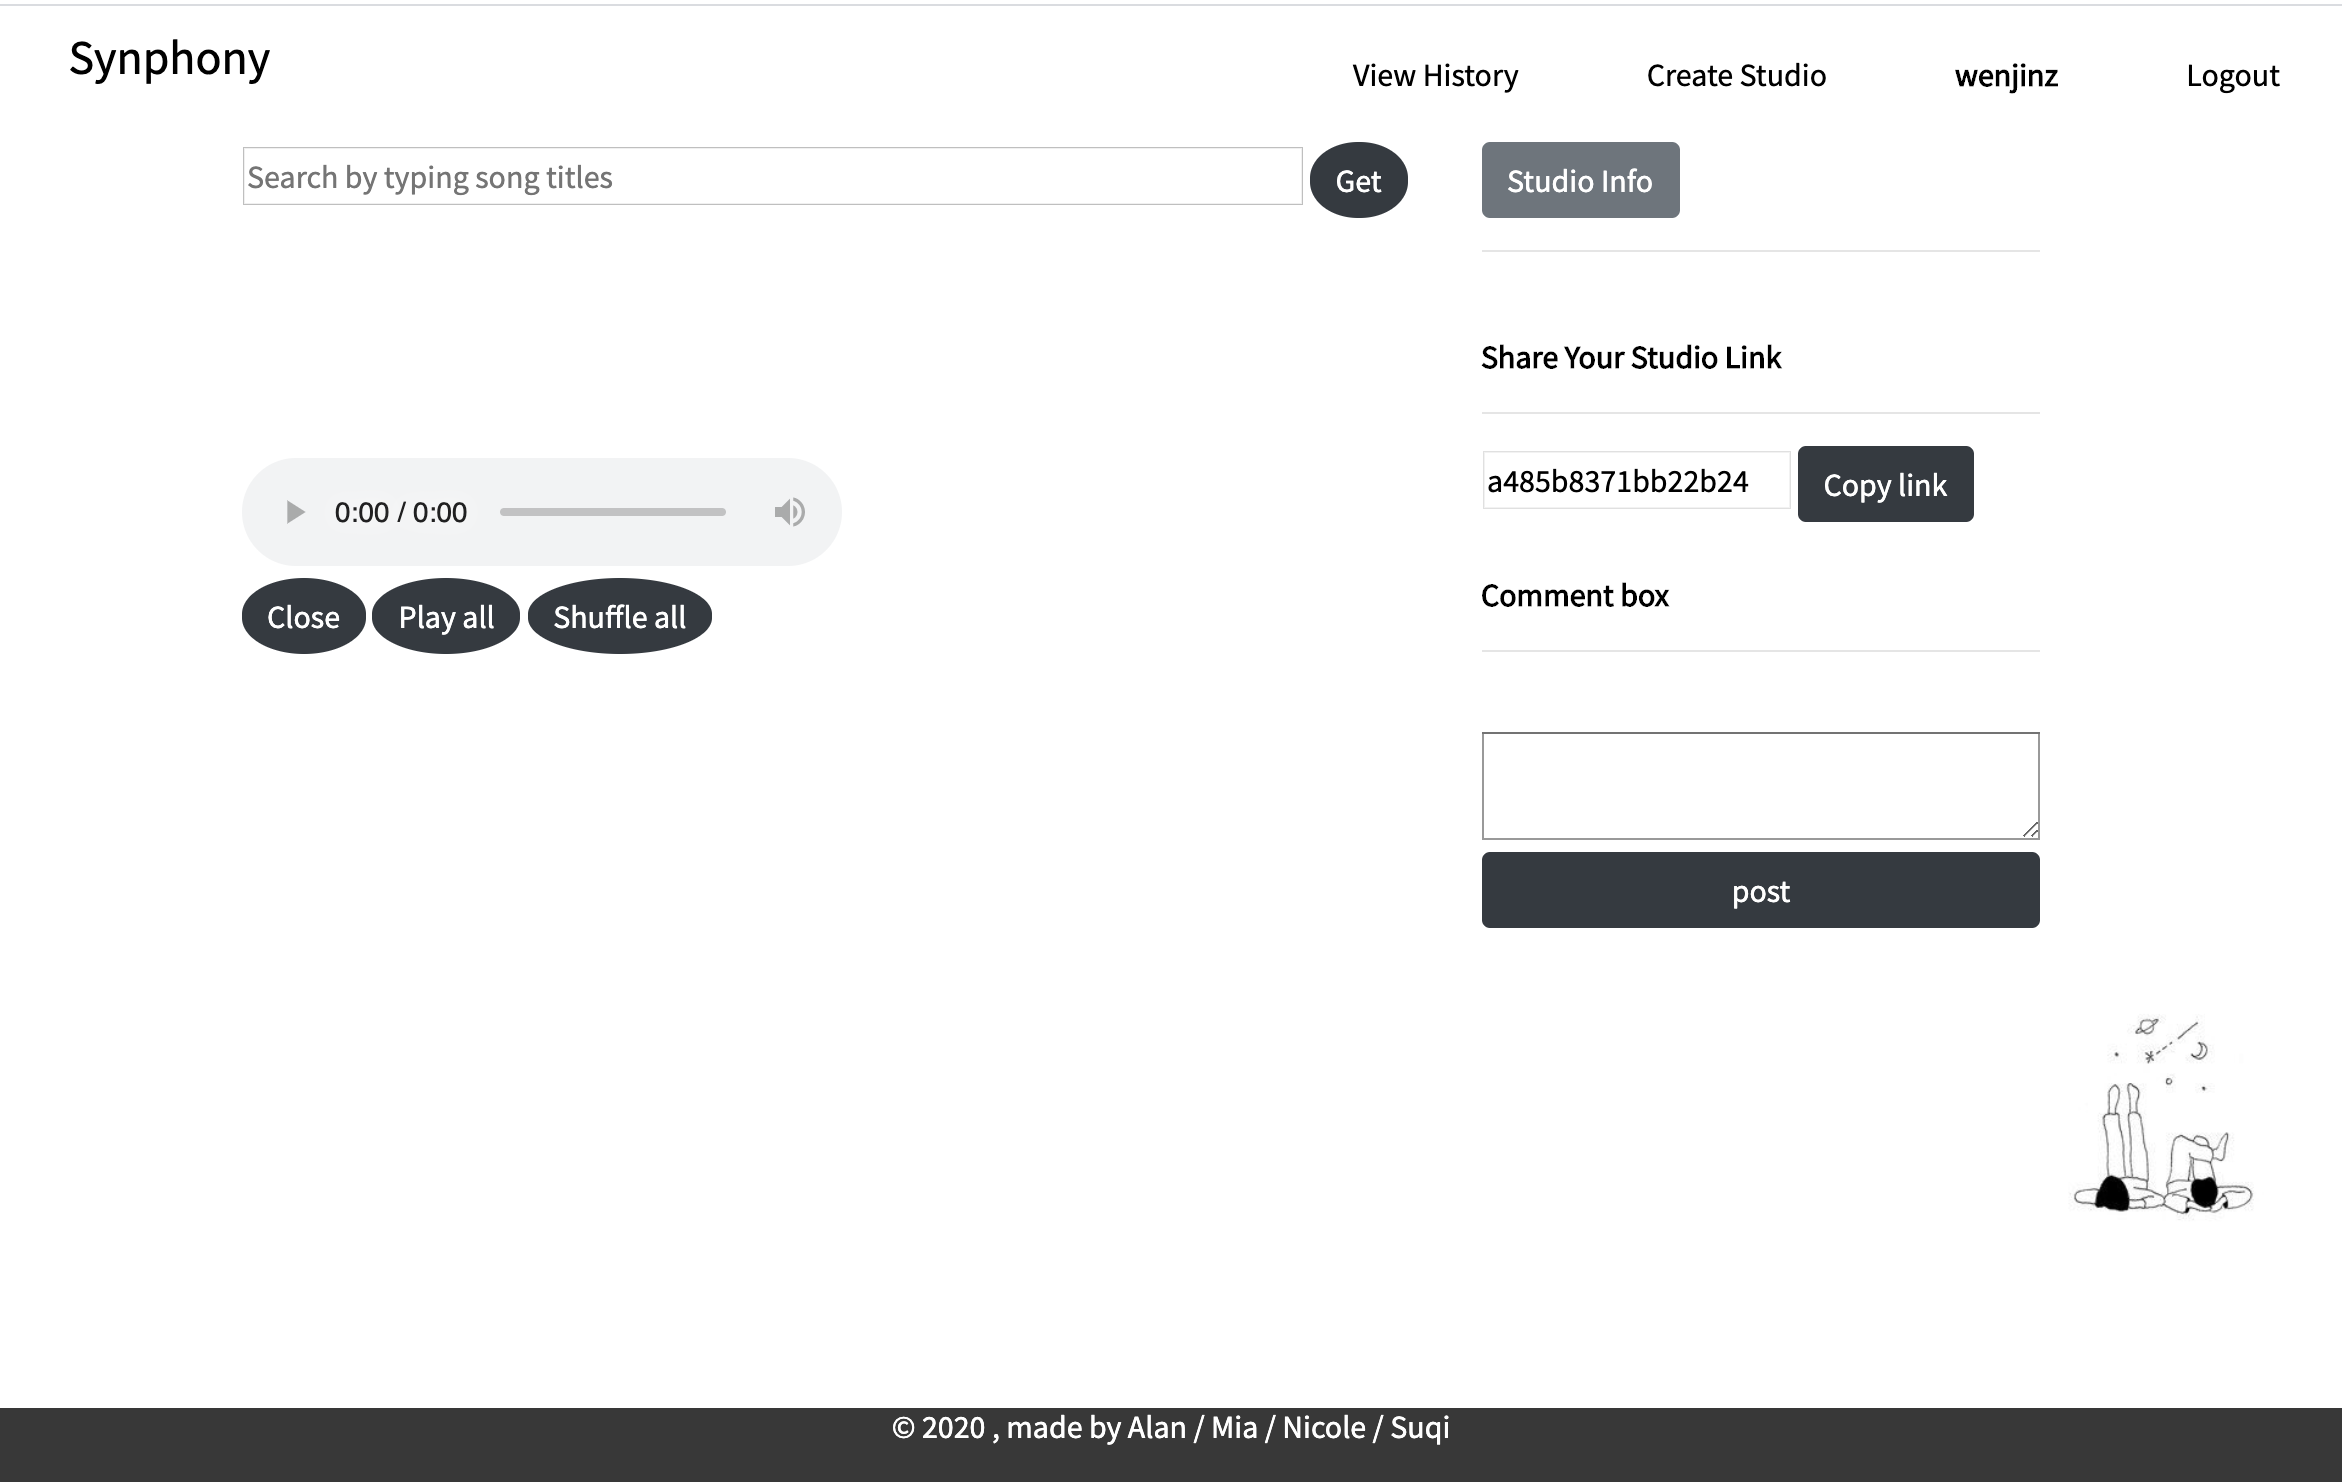 Synphony
View History
Create Studio
wenjinz
Logout
Search by typing song titles
Get
Studio Info
Share Your Studio Link
a485b8371bb22b24
Copy link
0:00 / 0:00
Close
Play all
Shuffle all
Comment box
post
© 2020 , made by Alan / Mia / Nicole / Suqi